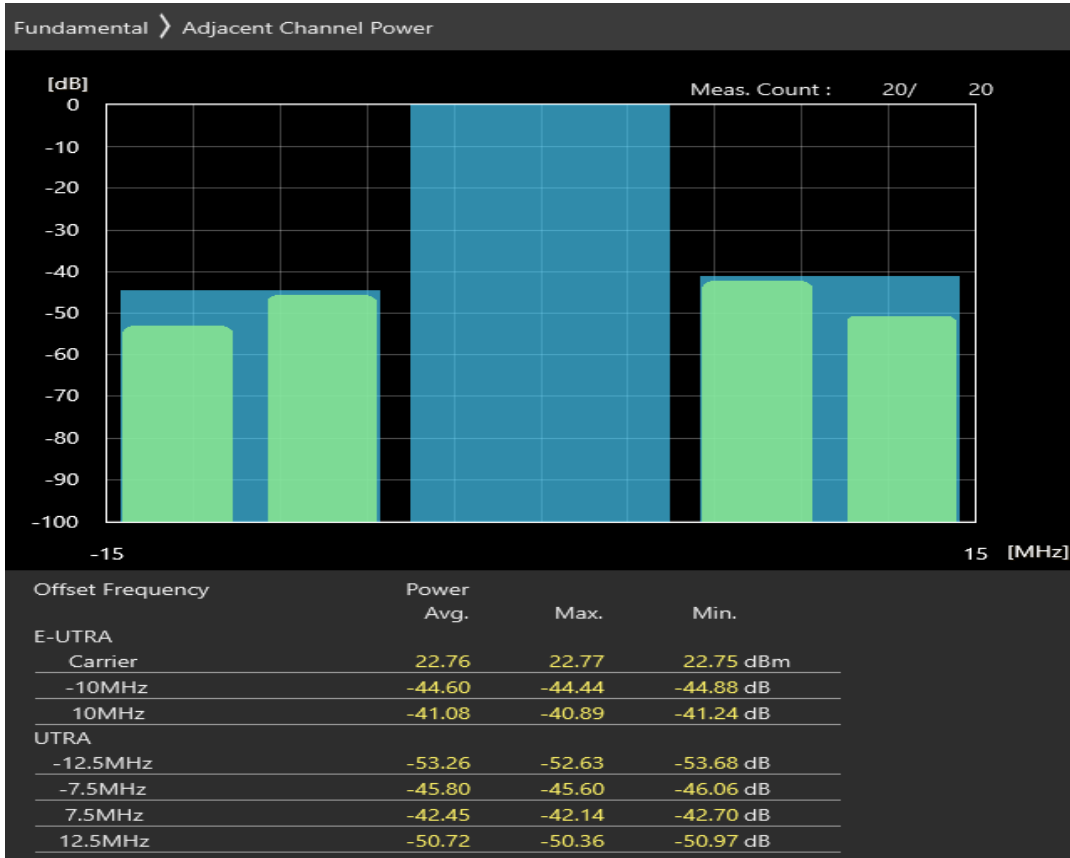 Fundamental 》 Adjacent Channel Power
[dB]
Meas. Count : 20/ 20
0
-10
-20
-30
-40
-50
-60
-70
-80
-90
-100
-15 15 [MHz]
Offset Frequency Power
Avg. Max. Min.
E-UTRA
Carrier 22.76 22.77 22.75 dBm
-10MHz -44.60 -44.44 -44.88 dB
10MHz -41.08 -40.89 -41.24 dB
UTRA
-12.5MHz -53.26 -52.63 -53.68 dB
-7.5MHz -45.80 -45.60 -46.06 dB
7.5MHz -42.45 -42.14 -42.70 dB
12.5MHz -50.72 -50.36 -50.97 dB